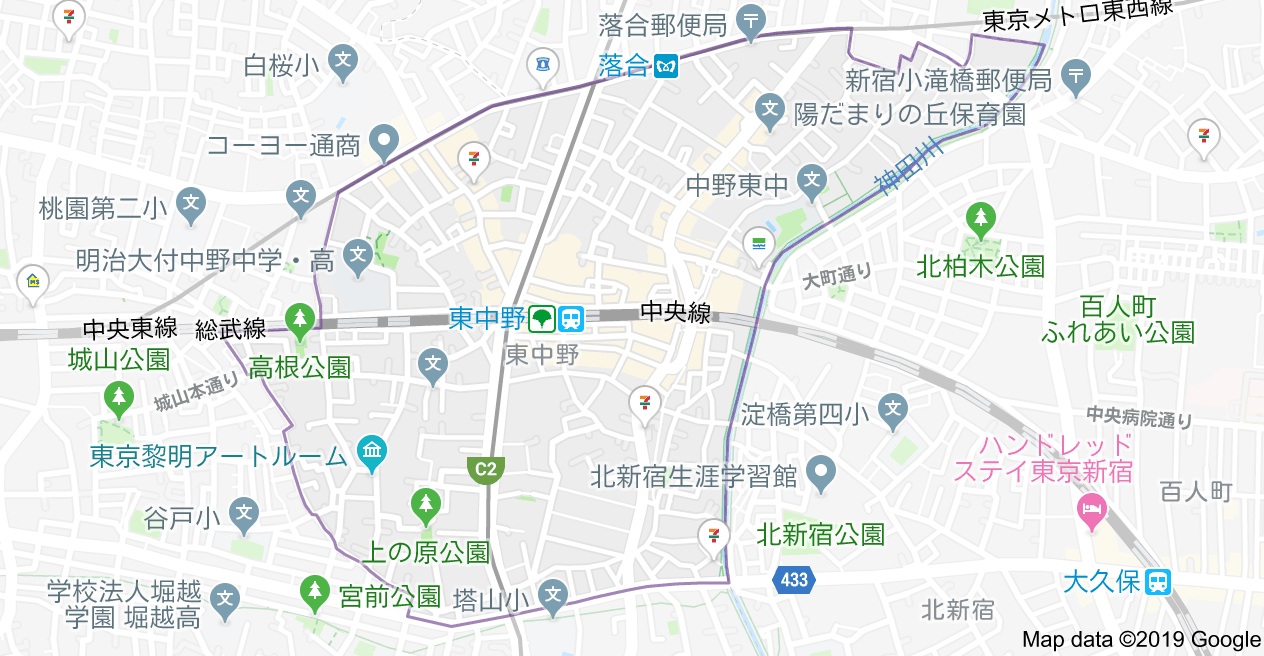 東京メトロ東西線
落合郵便局
落合
白桜小
新宿小滝橋郵便局
陽だまりの丘保育園
コーヨー通商
神田川
中野東中
桃園第二小
明治大付中野中学・高
北柏木公園
大町通り
百人町
ふれあい公園
東中野
中央線
中央東線
総武線
東中野
城山公園
高根公園
城山本通り
淀橋第四小
中央病院通り
ハンドレッド
ステイ東京新宿
東京黎明アートルーム
C2
北新宿生涯学習館
百人町
谷戸小
上の原公園
北新宿公園
433
大久保
学校法人堀越
学園 堀越高
宮前公園
塔山小
北新宿
Map data ©2019 Google